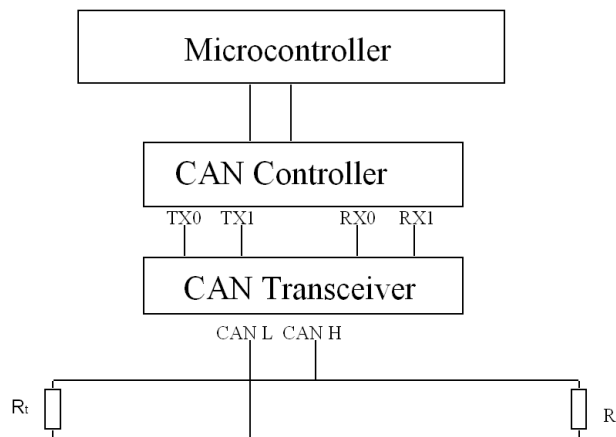 Microcontroller
CAN Controller
TX0 TX1 RX0 RX1
CAN Transceiver
CAN L CAN H
Rt R